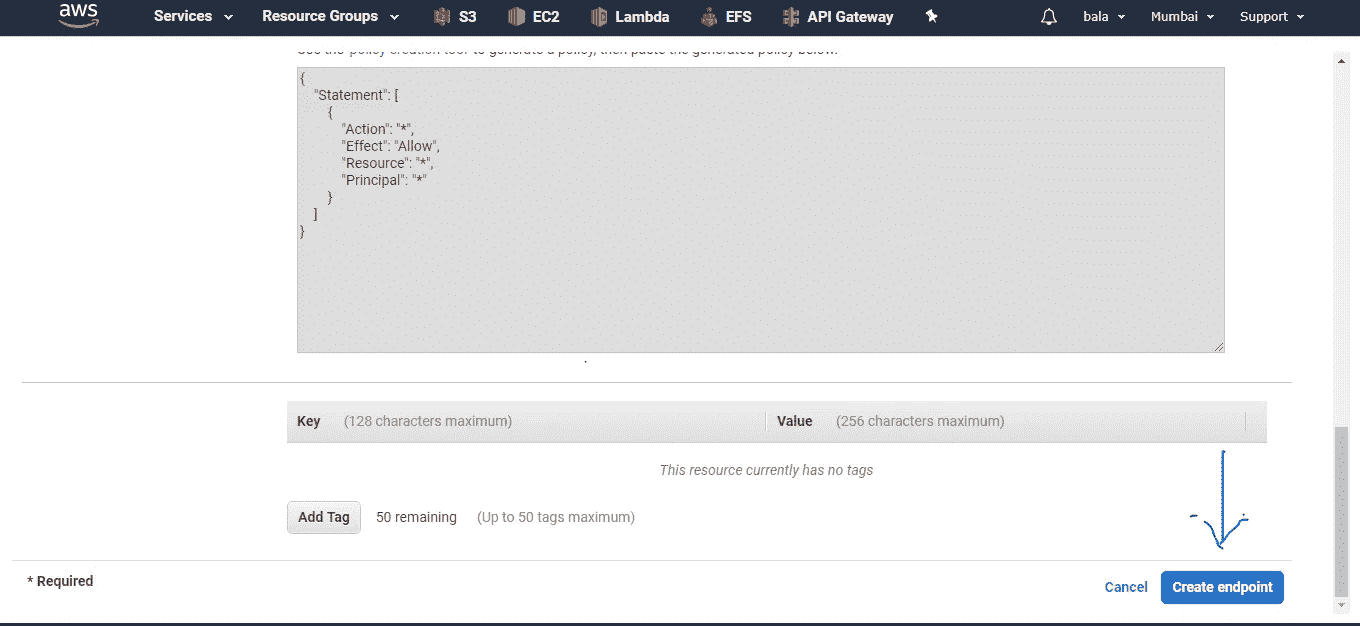 aws Services Resource Groups S3 EC2 Lambda EFS API Gateway bala Mumbai Support
Use the policy creation tool to generate a policy, then paste the generated policy below.
{
"Statement": [
{
"Action": "*",
"Effect": "Allow",
"Resource": "*",
"Principal": "*"
}
]
}
Key (128 characters maximum) Value (256 characters maximum)
This resource currently has no tags
Add Tag 50 remaining (Up to 50 tags maximum)
* Required Cancel Create endpoint